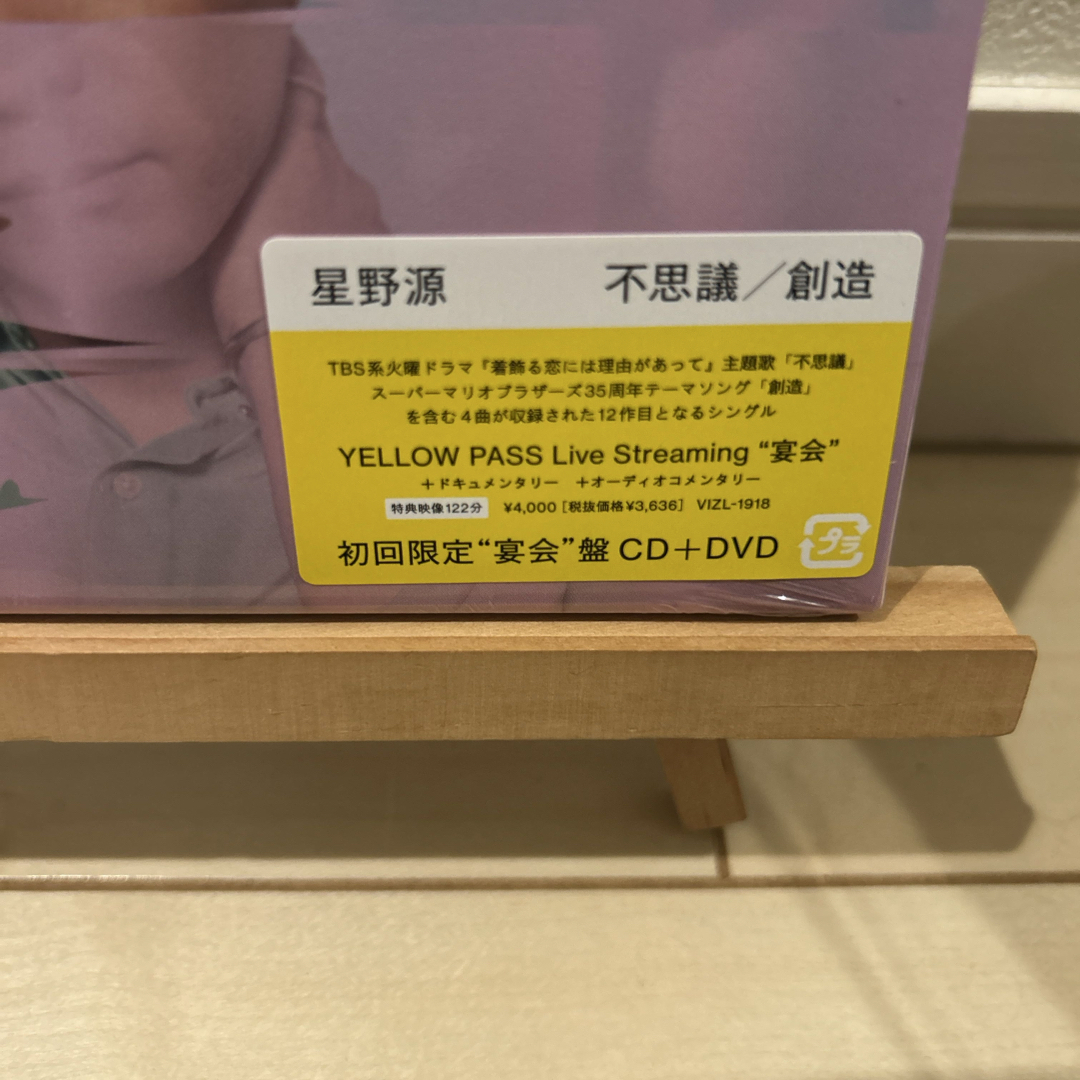 星野源 不思議／創造
TBS系火曜ドラマ『着飾る恋には理由があって』主題歌「不思議」
スーパーマリオブラザーズ35周年テーマソング「創造」
を含む4曲が収録された12作目となるシングル
YELLOW PASS Live Streaming “宴会”
＋ドキュメンタリー ＋オーディオコメンタリー
特典映像122分 ¥4,000［税抜価格¥3,636］ VIZL-1918
初回限定“宴会”盤 CD＋DVD
プラ